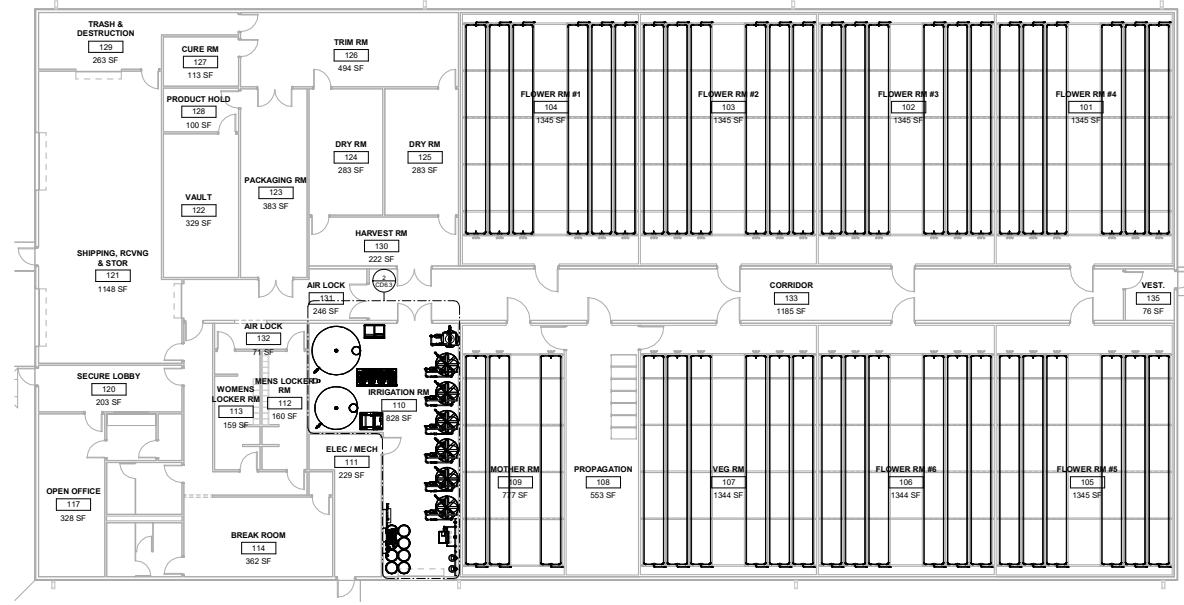 TRASH &
DESTRUCTION
129
263 SF
CURE RM
127
113 SF
TRIM RM
126
494 SF
PRODUCT HOLD
128
100 SF
FLOWER RM #1
104
1345 SF
FLOWER RM #2
103
1345 SF
FLOWER RM #3
102
1345 SF
FLOWER RM #4
101
1345 SF
DRY RM
124
283 SF
DRY RM
125
283 SF
PACKAGING RM
123
383 SF
VAULT
122
329 SF
HARVEST RM
130
222 SF
SHIPPING, RCVNG
& STOR
121
1148 SF
2
CD6.3
AIR LOCK
131
246 SF
CORRIDOR
133
1185 SF
VEST.
135
76 SF
AIR LOCK
132
71 SF
SECURE LOBBY
120
203 SF
WOMENS
LOCKER RM
113
159 SF
MENS LOCKER
RM
112
160 SF
IRRIGATION RM
110
828 SF
ELEC / MECH
111
229 SF
MOTHER RM
109
777 SF
PROPAGATION
108
553 SF
VEG RM
107
1344 SF
FLOWER RM #6
106
1344 SF
FLOWER RM #5
105
1345 SF
OPEN OFFICE
117
328 SF
BREAK ROOM
114
362 SF